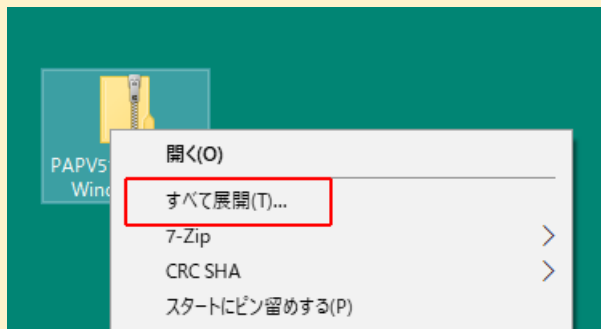 PAPV5
Wind
開く(O)
すべて展開(T)...
7-Zip
CRC SHA
スタートにピン留めする(P)